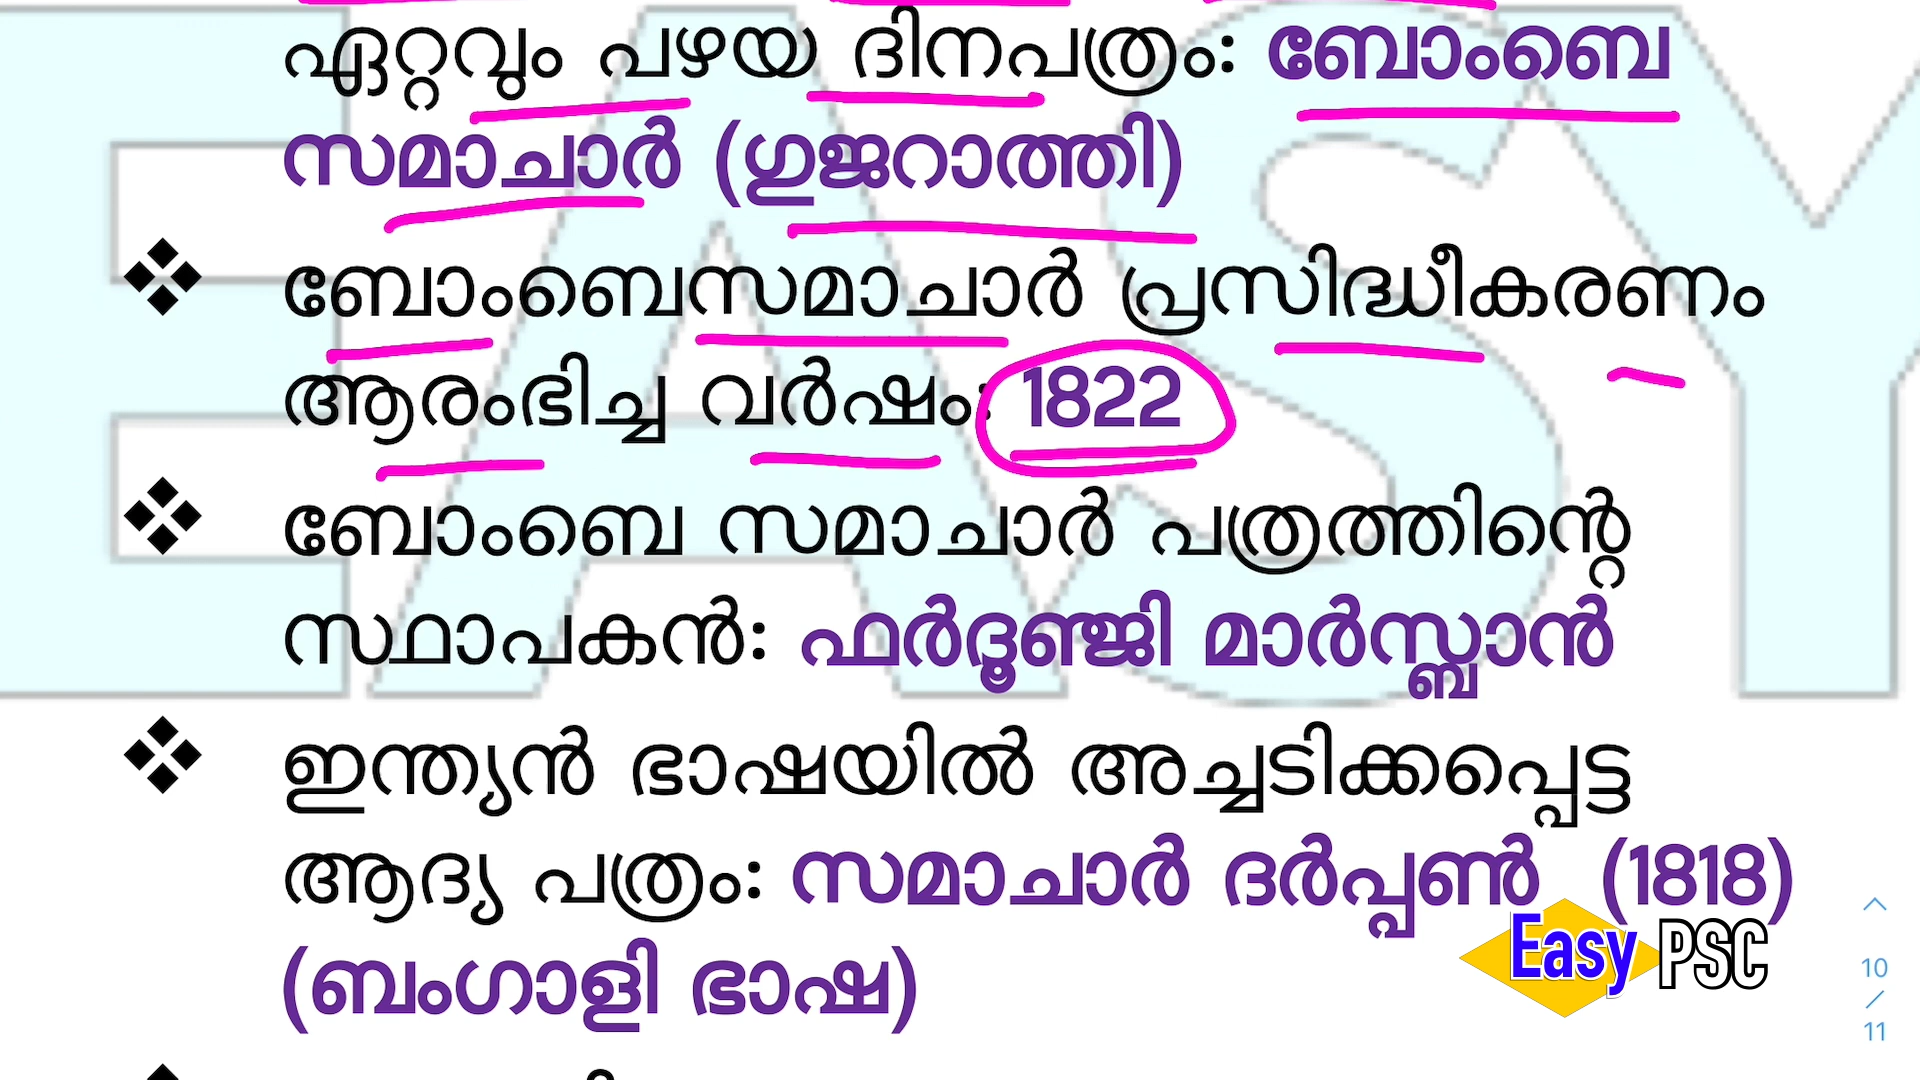 ഏറ്റവും പഴയ ദിനപത്രം: ബോംബെ
സമാചാർ (ഗുജറാത്തി)
❖ ബോംബെസമാചാർ പ്രസിദ്ധീകരണം
ആരംഭിച്ച വർഷം: 1822
❖ ബോംബെ സമാചാർ പത്രത്തിന്റെ
സ്ഥാപകൻ: ഫർദൂഞ്ജി മാർസ്ബാൻ
❖ ഇന്ത്യൻ ഭാഷയിൽ അച്ചടിക്കപ്പെട്ട
ആദ്യ പത്രം: സമാചാർ ദർപ്പൺ (1818)
(ബംഗാളി ഭാഷ)
EASY
Easy PSC
10
/
11